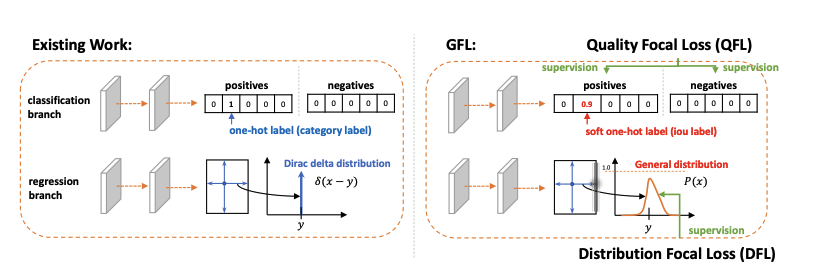 Existing Work:
positives
negatives
classification
branch
0 1 0 0 0
0 0 0 0 0
one-hot label (category label)
regression
branch
Dirac delta distribution
δ(x − y)
y
GFL:
Quality Focal Loss (QFL)
supervision
supervision
positives
negatives
0 0.9 0 0 0
0 0 0 0 0
soft one-hot label (iou label)
General distribution
1.0
P(x)
y
supervision
Distribution Focal Loss (DFL)